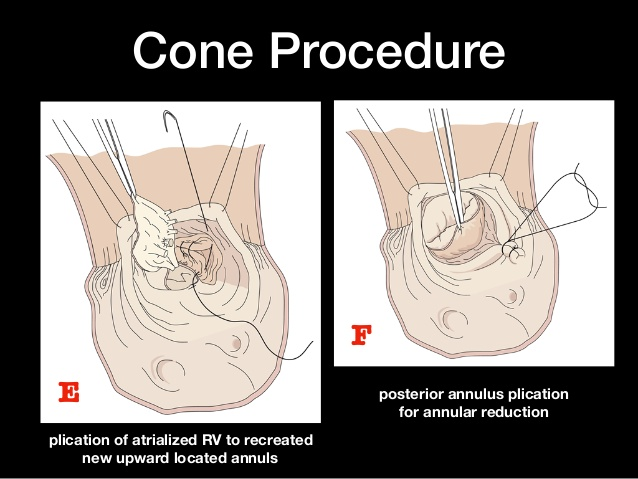 Cone Procedure
E
F
plication of atrialized RV to recreated
new upward located annuls
posterior annulus plication
for annular reduction